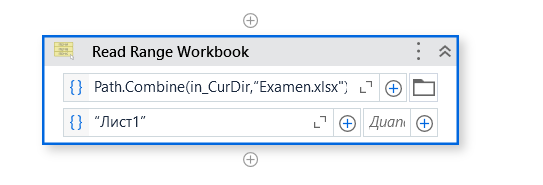 Read Range Workbook
{ } Path.Combine(in_CurDir,“Examen.xlsx")
{ } “Лист1” Диапа